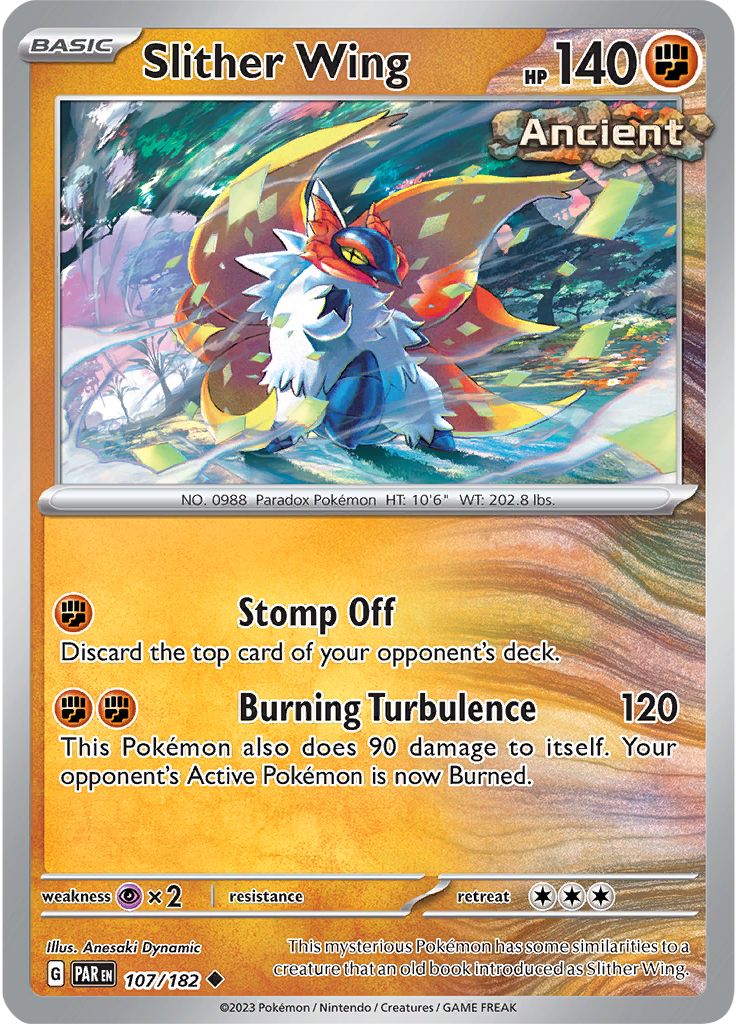 BASIC
Slither Wing
HP 140
Ancient
NO. 0988 Paradox Pokémon HT: 10'6" WT: 202.8 lbs.
Stomp Off
Discard the top card of your opponent's deck.
Burning Turbulence 120
This Pokémon also does 90 damage to itself. Your
opponent's Active Pokémon is now Burned.
weakness ×2 resistance retreat
Illus. Anesaki Dynamic
This mysterious Pokémon has some similarities to a
creature that an old book introduced as Slither Wing.
G PAR EN 107/182
©2023 Pokémon / Nintendo / Creatures / GAME FREAK